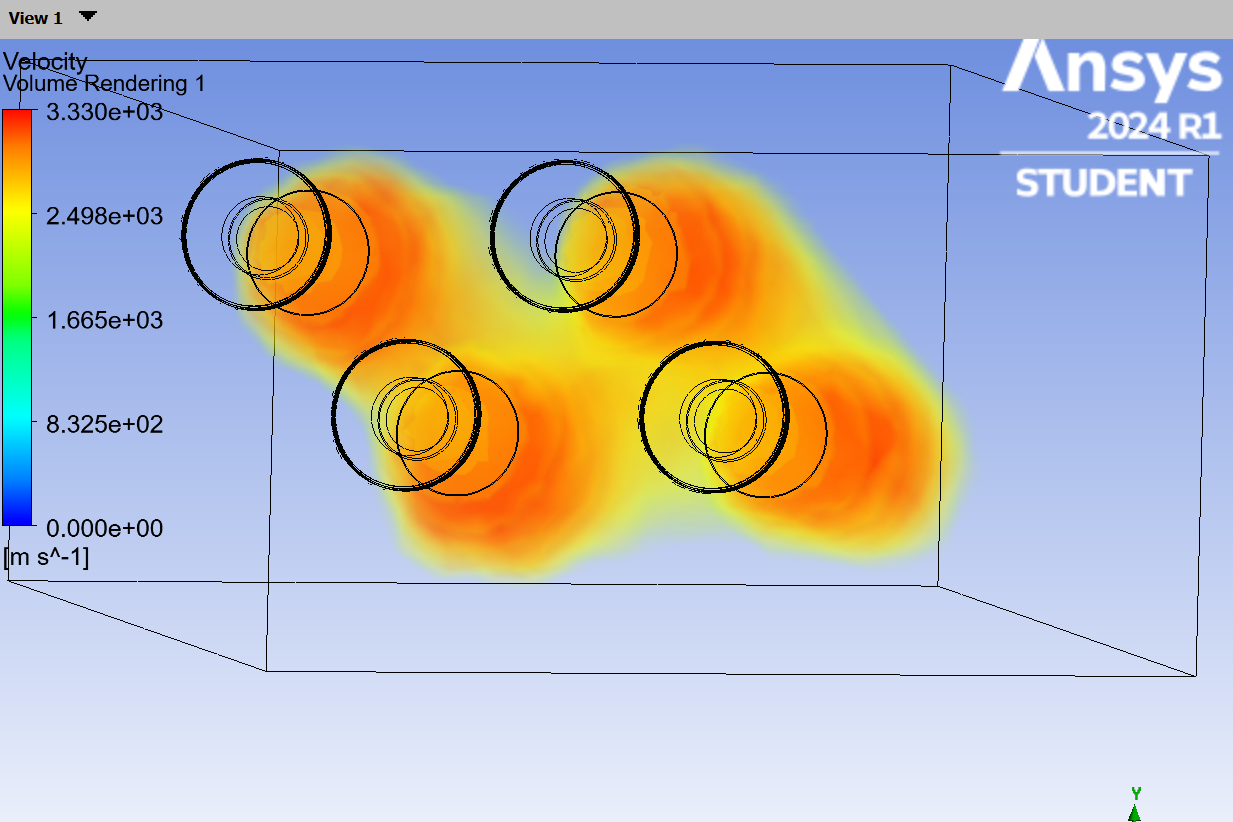 View 1
Velocity
Volume Rendering 1
3.330e+03
2.498e+03
1.665e+03
8.325e+02
0.000e+00
[m s^-1]
Ansys
2024 R1
STUDENT
Y